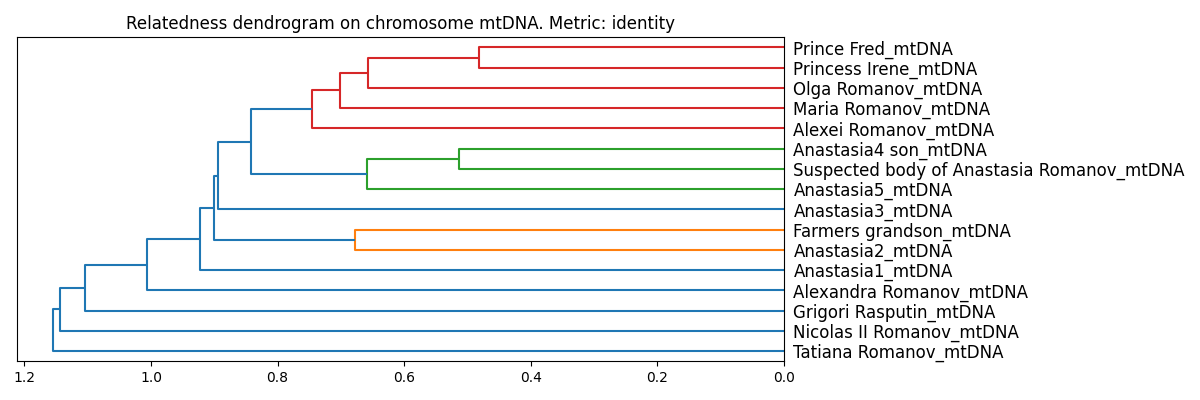 Relatedness dendrogram on chromosome mtDNA. Metric: identity
Prince Fred_mtDNA
Princess Irene_mtDNA
Olga Romanov_mtDNA
Maria Romanov_mtDNA
Alexei Romanov_mtDNA
Anastasia4 son_mtDNA
Suspected body of Anastasia Romanov_mtDNA
Anastasia5_mtDNA
Anastasia3_mtDNA
Farmers grandson_mtDNA
Anastasia2_mtDNA
Anastasia1_mtDNA
Alexandra Romanov_mtDNA
Grigori Rasputin_mtDNA
Nicolas II Romanov_mtDNA
Tatiana Romanov_mtDNA
1.2 1.0 0.8 0.6 0.4 0.2 0.0